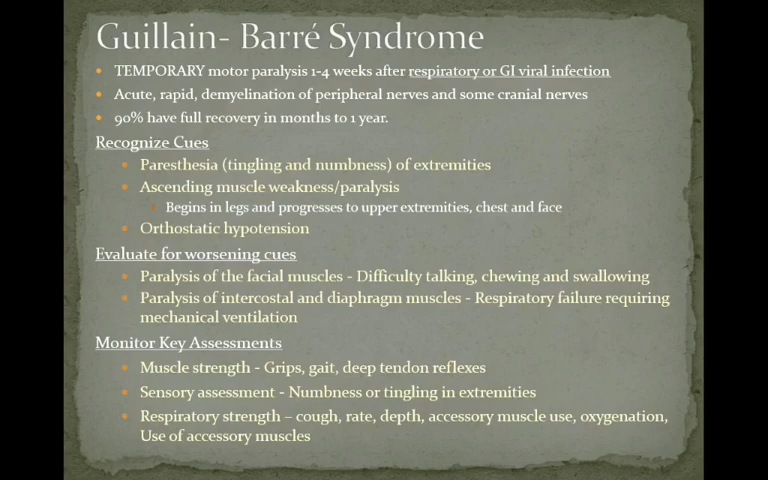 Guillain- Barré Syndrome
• TEMPORARY motor paralysis 1-4 weeks after respiratory or GI viral infection
• Acute, rapid, demyelination of peripheral nerves and some cranial nerves
• 90% have full recovery in months to 1 year.
Recognize Cues
• Paresthesia (tingling and numbness) of extremities
• Ascending muscle weakness/paralysis
• Begins in legs and progresses to upper extremities, chest and face
• Orthostatic hypotension
Evaluate for worsening cues
• Paralysis of the facial muscles - Difficulty talking, chewing and swallowing
• Paralysis of intercostal and diaphragm muscles - Respiratory failure requiring
mechanical ventilation
Monitor Key Assessments
• Muscle strength - Grips, gait, deep tendon reflexes
• Sensory assessment - Numbness or tingling in extremities
• Respiratory strength – cough, rate, depth, accessory muscle use, oxygenation,
Use of accessory muscles